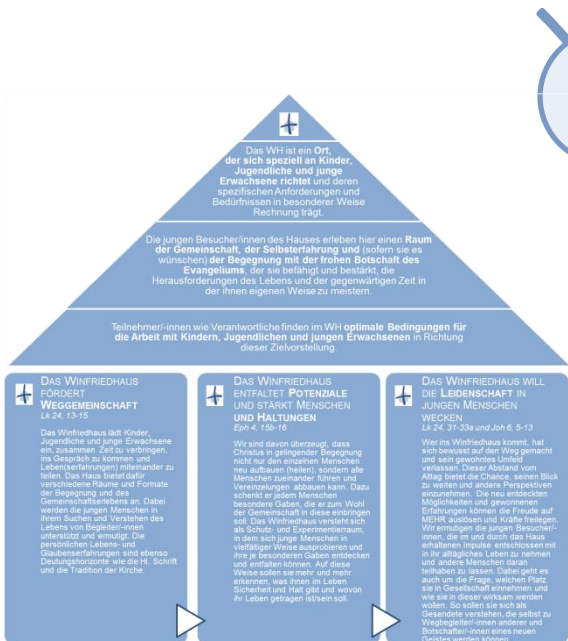 Das WH ist ein Ort,
der sich speziell an Kinder,
Jugendliche und junge
Erwachsene richtet und deren
spezifischen Anforderungen und
Bedürfnissen in besonderer Weise
Rechnung trägt.
Die jungen Besucher/innen des Hauses erleben hier einen Raum
der Gemeinschaft, der Selbsterfahrung und (sofern sie es
wünschen) der Begegnung mit der frohen Botschaft des
Evangeliums, der sie befähigt und bestärkt, die
Herausforderungen des Lebens und der gegenwärtigen Zeit in
der ihnen eigenen Weise zu meistern.
Teilnehmer/-innen wie Verantwortliche finden im WH optimale Bedingungen für
die Arbeit mit Kindern, Jugendlichen und jungen Erwachsenen in Richtung
dieser Zielvorstellung.
DAS WINFRIEDHAUS
FÖRDERT
WEGGEMEINSCHAFT
Lk 24, 13-15
Das Winfriedhaus lädt Kinder,
Jugendliche und junge Erwachsene
ein, zusammen Zeit zu verbringen,
ins Gespräch zu kommen und
Leben(serfahrungen) miteinander zu
teilen. Das Haus bietet dafür
verschiedene Räume und Formate
der Begegnung und des
Gemeinschaftserlebens an. Dabei
werden die jungen Menschen in
ihrem Suchen und Verstehen des
Lebens von Begleiter/-innen
unterstützt und ermutigt. Die
persönlichen Lebens- und
Glaubenserfahrungen sind ebenso
Deutungshorizonte wie die Hl. Schrift
und die Tradition der Kirche.
DAS WINFRIEDHAUS
ENTFALTET POTENZIALE
UND STÄRKT MENSCHEN
UND HALTUNGEN
Eph 4, 15b-16
Wir sind davon überzeugt, dass
Christus in gelingender Begegnung
nicht nur den einzelnen Menschen
neu aufbauen (heilen), sondern alle
Menschen zueinander führen und
Vereinzelungen abbauen kann. Dazu
schenkt er jedem Menschen
besondere Gaben, die er zum Wohl
der Gemeinschaft in diese einbringen
soll. Das Winfriedhaus versteht sich
als Schutz- und Experimentierraum,
in dem sich junge Menschen in
vielfältiger Weise ausprobieren und
ihre je besonderen Gaben entdecken
und entfalten können. Auf diese
Weise sollen sie mehr und mehr
erkennen, was ihnen im Leben
Sicherheit und Halt gibt und wovon
ihr Leben getragen ist/sein soll.
DAS WINFRIEDHAUS WILL
DIE LEIDENSCHAFT IN
JUNGEN MENSCHEN
WECKEN
Lk 24, 31-33a und Joh 6, 5-13
Wer ins Winfriedhaus kommt, hat
sich bewusst auf den Weg gemacht
und sein gewohntes Umfeld
verlassen. Dieser Abstand vom
Alltag bietet die Chance, seinen Blick
zu weiten und andere Perspektiven
einzunehmen. Die neu entdeckten
Möglichkeiten und gewonnenen
Erfahrungen können die Freude auf
MEHR auslösen und Kräfte freilegen.
Wir ermutigen die jungen Besucher/-
innen, die im und durch das Haus
erhaltenen Impulse entschlossen mit
in ihr alltägliches Leben zu nehmen
und andere Menschen daran
teilhaben zu lassen. Dabei geht es
auch um die Frage, welchen Platz
sie in Gesellschaft einnehmen und
wie sie in dieser wirksam werden
wollen. So sollen sie sich als
Gesendete verstehen, die selbst zu
Wegbegleiter/-innen anderer und
Botschafter/-innen eines neuen
Geistes werden können.